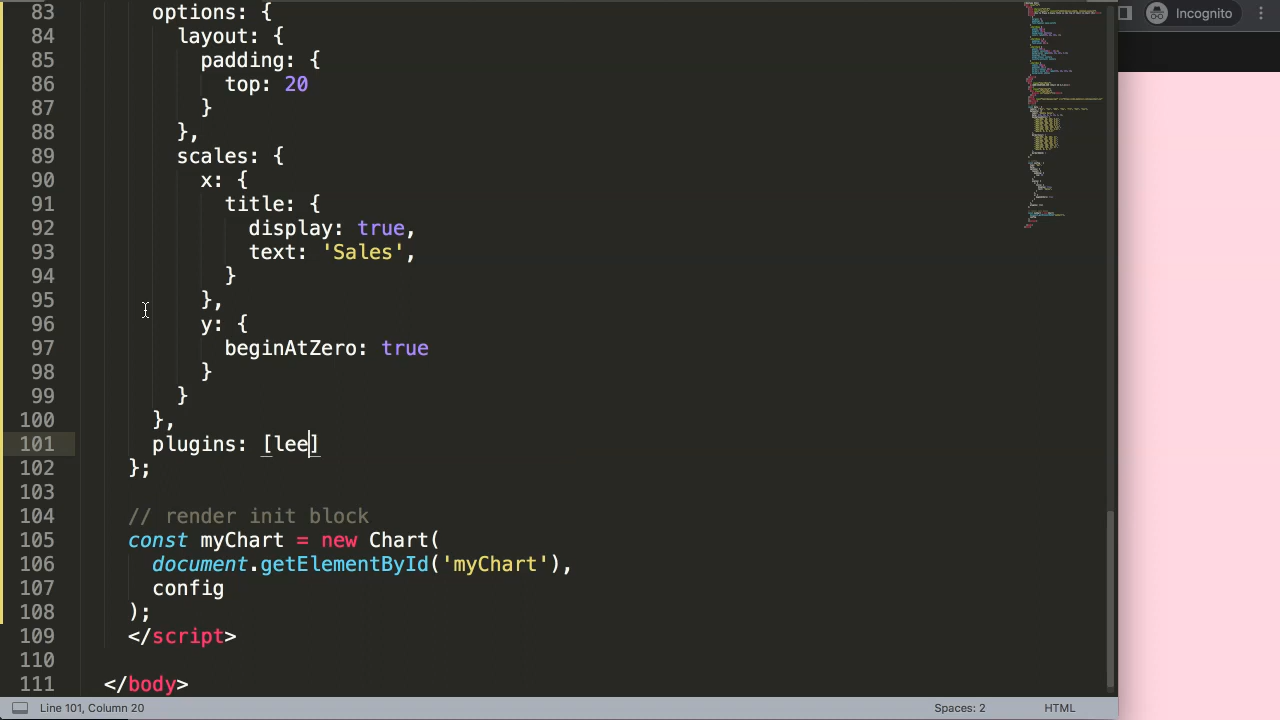 83 options: {
84 layout: {
85 padding: {
86 top: 20
87 }
88 },
89 scales: {
90 x: {
91 title: {
92 display: true,
93 text: 'Sales',
94 }
95 },
96 y: {
97 beginAtZero: true
98 }
99 }
100 },
101 plugins: [lee]
102 };
103
104 // render init block
105 const myChart = new Chart(
106 document.getElementById('myChart'),
107 config
108 );
109 </script>
110
111 </body>
Line 101, Column 20
Spaces: 2
HTML
Incognito